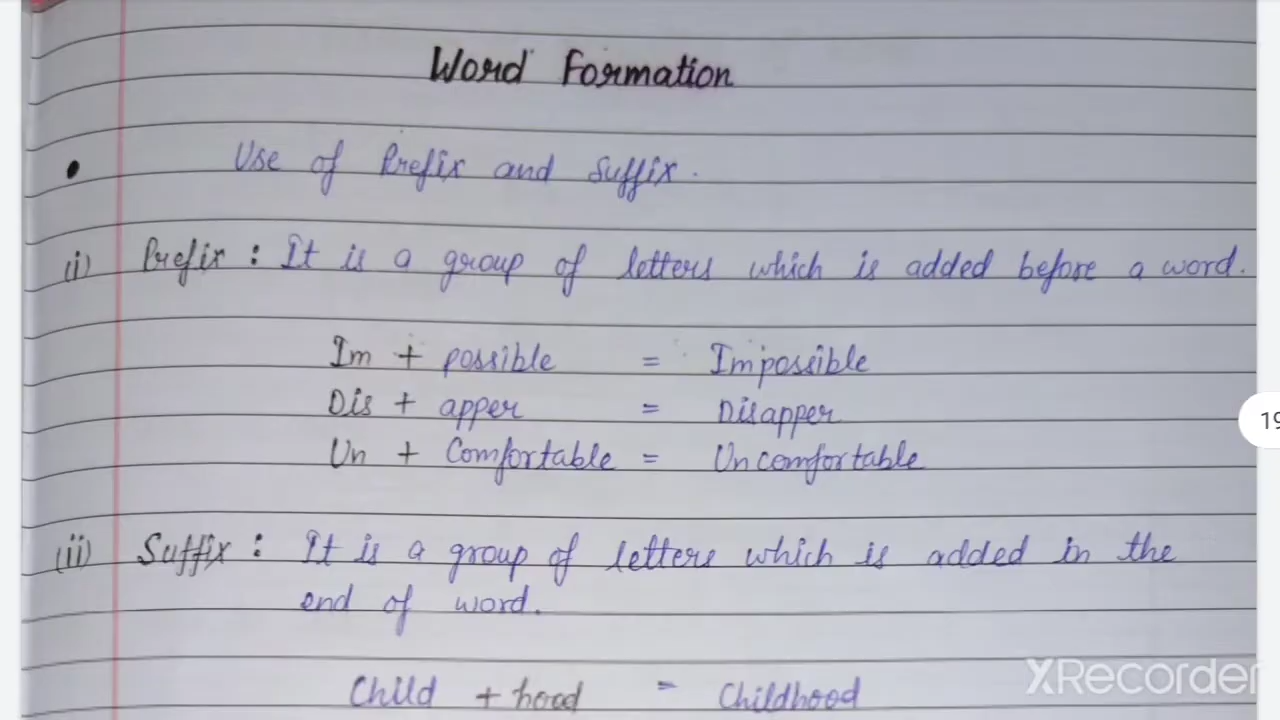 Word Formation
• Use of Prefix and Suffix.
(i) Prefix : It is a group of letters which is added before a word.
Im + possible = Impossible
Dis + apper = Disapper
Un + Comfortable = Uncomfortable
(ii) Suffix : It is a group of letters which is added in the
end of word.
Child + hood = Childhood
19
XRecorder